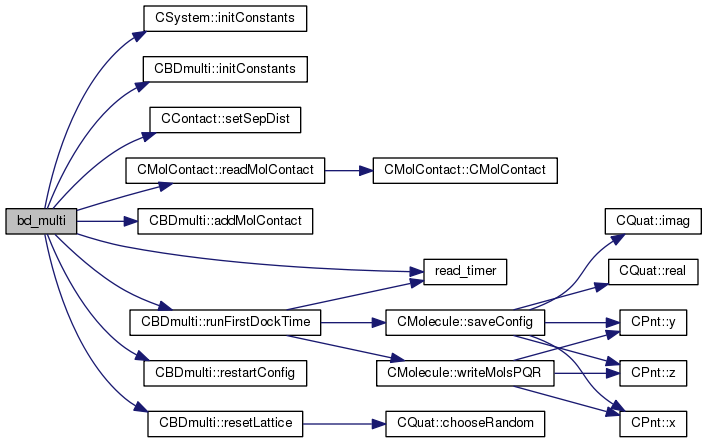 CSystem::initConstants
CBDmulti::initConstants
CContact::setSepDist
CMolContact::readMolContact
CMolContact::CMolContact
bd_multi
CBDmulti::addMolContact
CQuat::imag
read_timer
CQuat::real
CBDmulti::runFirstDockTime
CMolecule::saveConfig
CPnt::y
CBDmulti::restartConfig
CMolecule::writeMolsPQR
CPnt::z
CBDmulti::resetLattice
CQuat::chooseRandom
CPnt::x